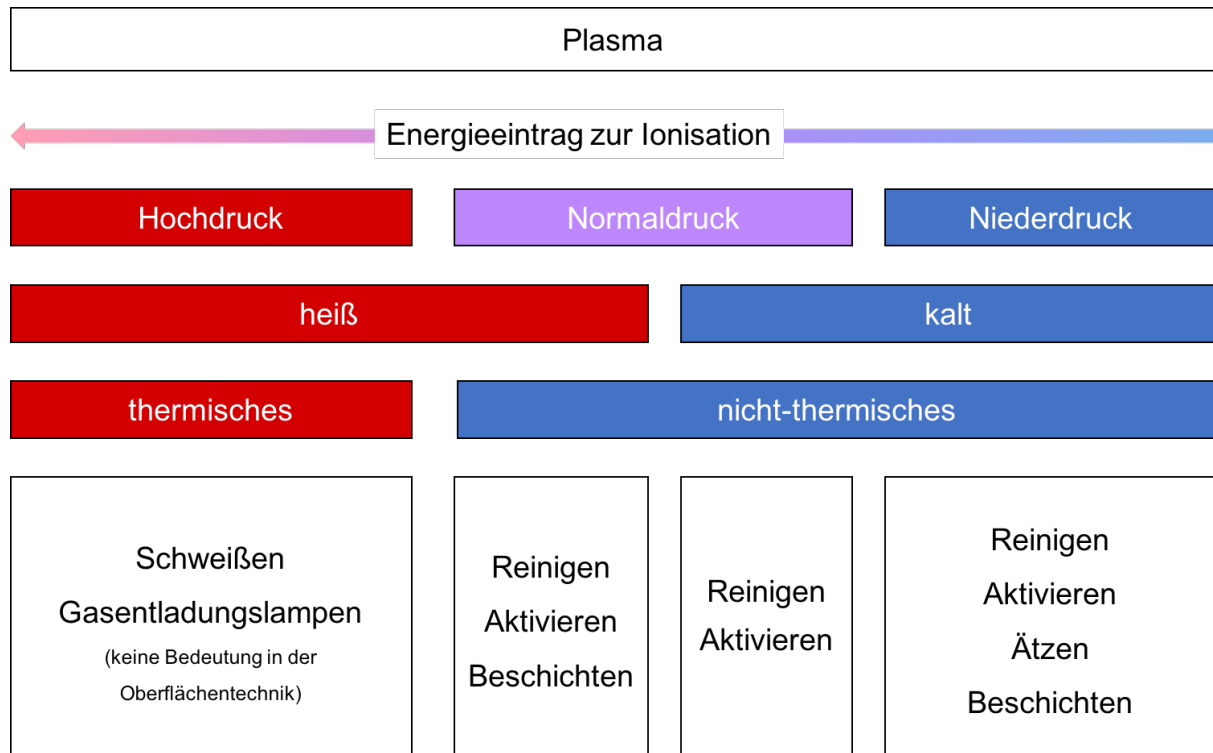 Plasma
Energieeintrag zur Ionisation
Hochdruck
Normaldruck
Niederdruck
heiß
kalt
thermisches
nicht-thermisches
Schweißen
Gasentladungslampen
(keine Bedeutung in der
Oberflächentechnik)
Reinigen
Aktivieren
Beschichten
Reinigen
Aktivieren
Reinigen
Aktivieren
Ätzen
Beschichten